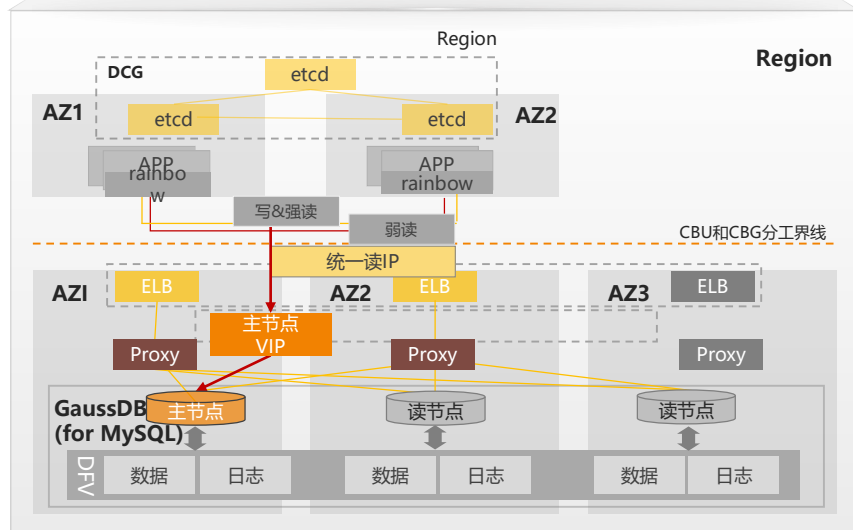 Region
Region
DCG
etcd
AZ1
etcd
etcd
AZ2
APP
rainbo
w
APP
rainbow
写&强读
弱读
CBU和CBG分工界线
统一读IP
AZI
ELB
AZ2
ELB
AZ3
ELB
主节点
VIP
Proxy
Proxy
Proxy
GaussDB
(for MySQL)
主节点
读节点
读节点
DFV
数据
日志
数据
日志
数据
日志